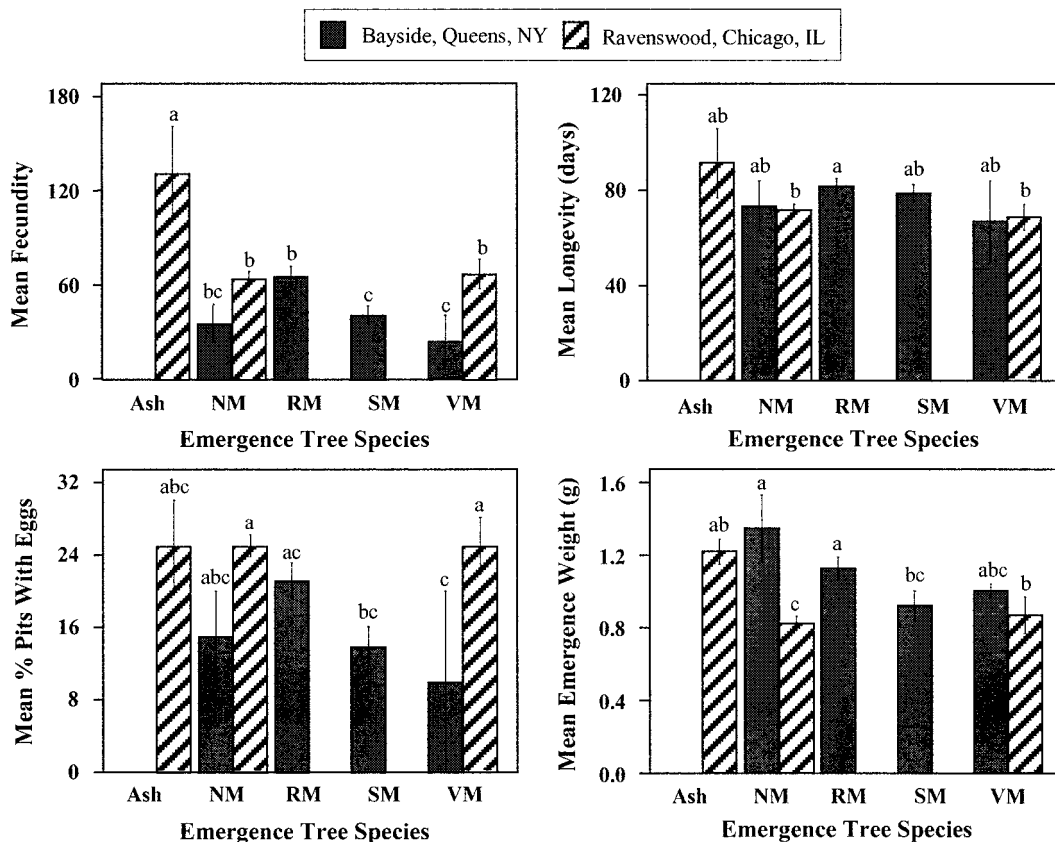 Bayside, Queens, NY Ravenswood, Chicago, IL
Mean Fecundity
180
120
60
0
a
bc
b
b
c
c
b
Ash NM RM SM VM
Emergence Tree Species
Mean Longevity (days)
120
80
40
0
ab
ab
b
a
ab
ab
b
Ash NM RM SM VM
Emergence Tree Species
Mean % Pits With Eggs
32
24
16
8
0
abc
abc
a
ac
bc
c
a
Ash NM RM SM VM
Emergence Tree Species
Mean Emergence Weight (g)
1.6
1.2
0.8
0.4
0.0
ab
a
c
a
bc
abc
b
Ash NM RM SM VM
Emergence Tree Species